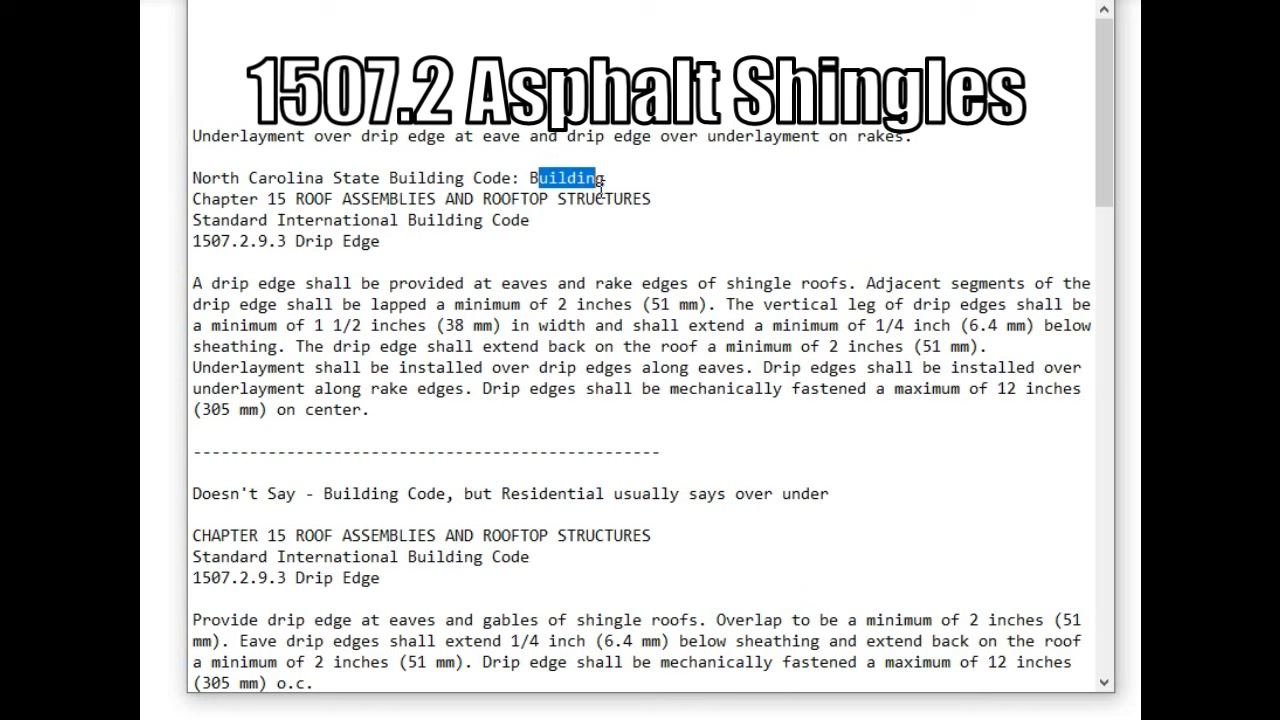 1507.2 Asphalt Shingles
Underlayment over drip edge at eave and drip edge over underlayment on rakes.
North Carolina State Building Code: Building
Chapter 15 ROOF ASSEMBLIES AND ROOFTOP STRUCTURES
Standard International Building Code
1507.2.9.3 Drip Edge
A drip edge shall be provided at eaves and rake edges of shingle roofs. Adjacent segments of the
drip edge shall be lapped a minimum of 2 inches (51 mm). The vertical leg of drip edges shall be
a minimum of 1 1/2 inches (38 mm) in width and shall extend a minimum of 1/4 inch (6.4 mm) below
sheathing. The drip edge shall extend back on the roof a minimum of 2 inches (51 mm).
Underlayment shall be installed over drip edges along eaves. Drip edges shall be installed over
underlayment along rake edges. Drip edges shall be mechanically fastened a maximum of 12 inches
(305 mm) on center.
--------------------------------------------------
Doesn't Say - Building Code, but Residential usually says over under
CHAPTER 15 ROOF ASSEMBLIES AND ROOFTOP STRUCTURES
Standard International Building Code
1507.2.9.3 Drip Edge
Provide drip edge at eaves and gables of shingle roofs. Overlap to be a minimum of 2 inches (51
mm). Eave drip edges shall extend 1/4 inch (6.4 mm) below sheathing and extend back on the roof
a minimum of 2 inches (51 mm). Drip edge shall be mechanically fastened a maximum of 12 inches
(305 mm) o.c.